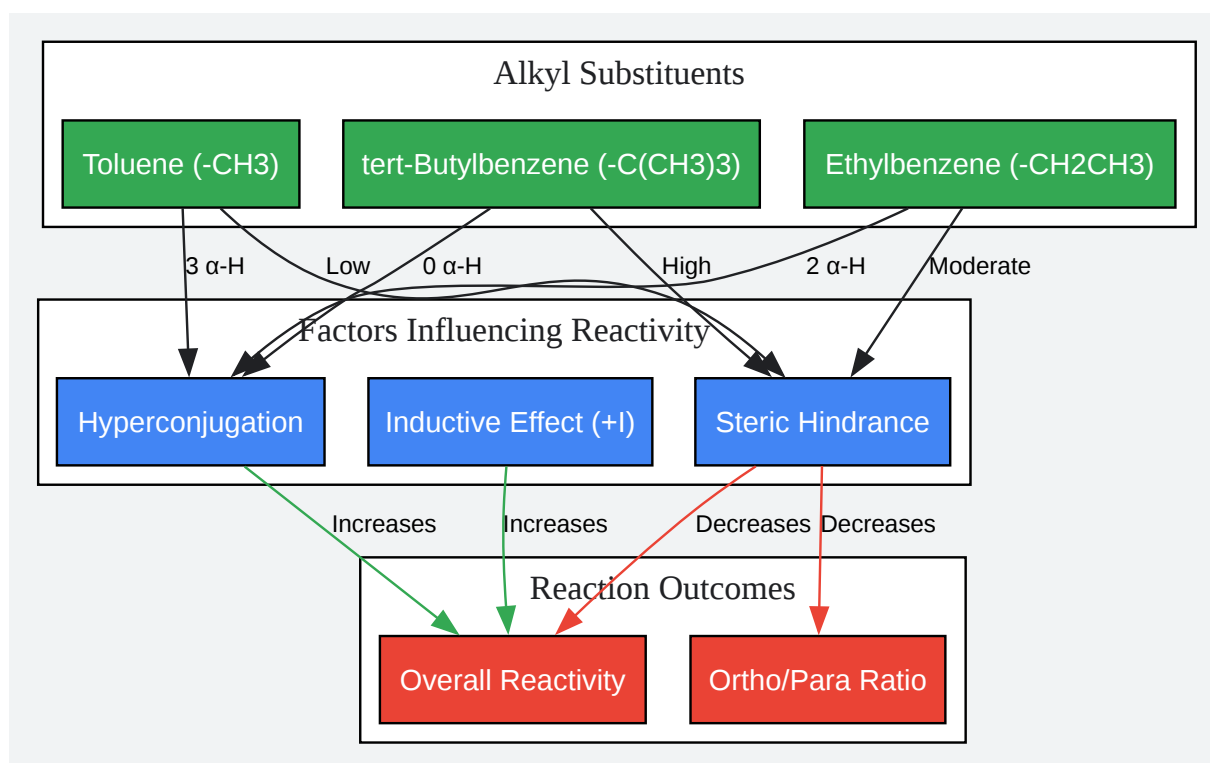 Alkyl Substituents
Toluene (-CH3)
tert-Butylbenzene (-C(CH3)3)
Ethylbenzene (-CH2CH3)
3 α-H
Low
0 α-H
High
2 α-H
Moderate
Factors Influencing Reactivity
Hyperconjugation
Inductive Effect (+I)
Steric Hindrance
Increases
Increases
Decreases
Decreases
Reaction Outcomes
Overall Reactivity
Ortho/Para Ratio